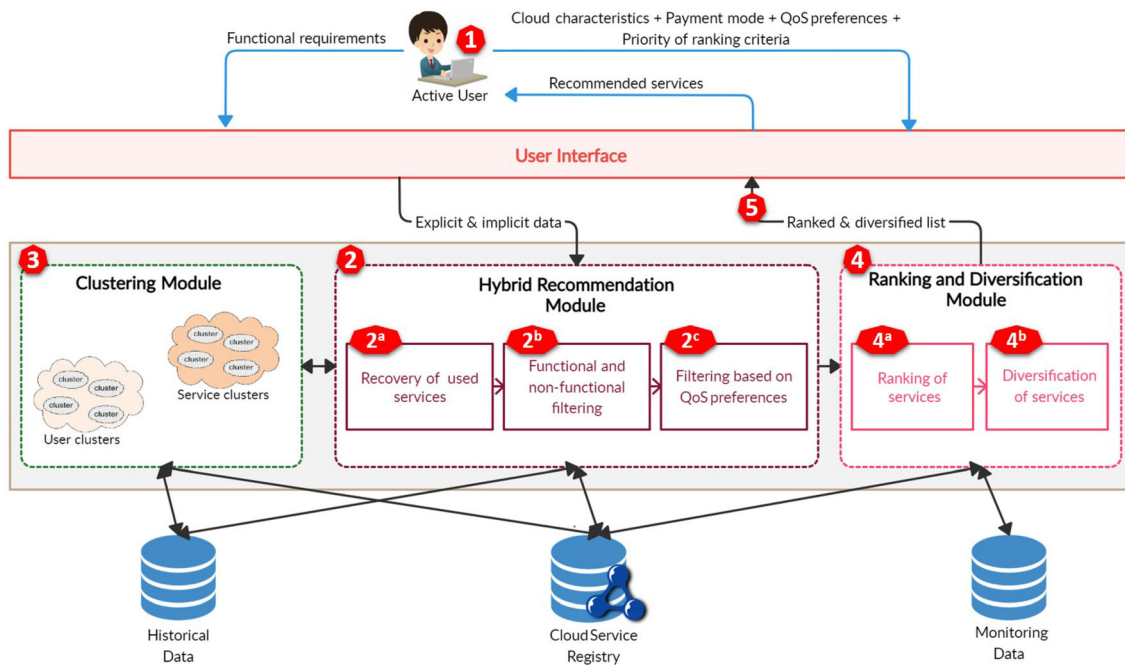 Cloud characteristics + Payment mode + QoS preferences +
Priority of ranking criteria
Functional requirements
1
Active User
Recommended services
User Interface
Explicit & implicit data
5
Ranked & diversified list
3
Clustering Module
cluster
cluster
cluster
cluster
Service clusters
cluster
cluster
cluster
cluster
User clusters
2
Hybrid Recommendation
Module
2a
Recovery of used
services
2b
Functional and
non-functional
filtering
2c
Filtering based on
QoS preferences
4
Ranking and Diversification
Module
4a
Ranking of
services
4b
Diversification
of services
Historical
Data
Cloud Service
Registry
Monitoring
Data